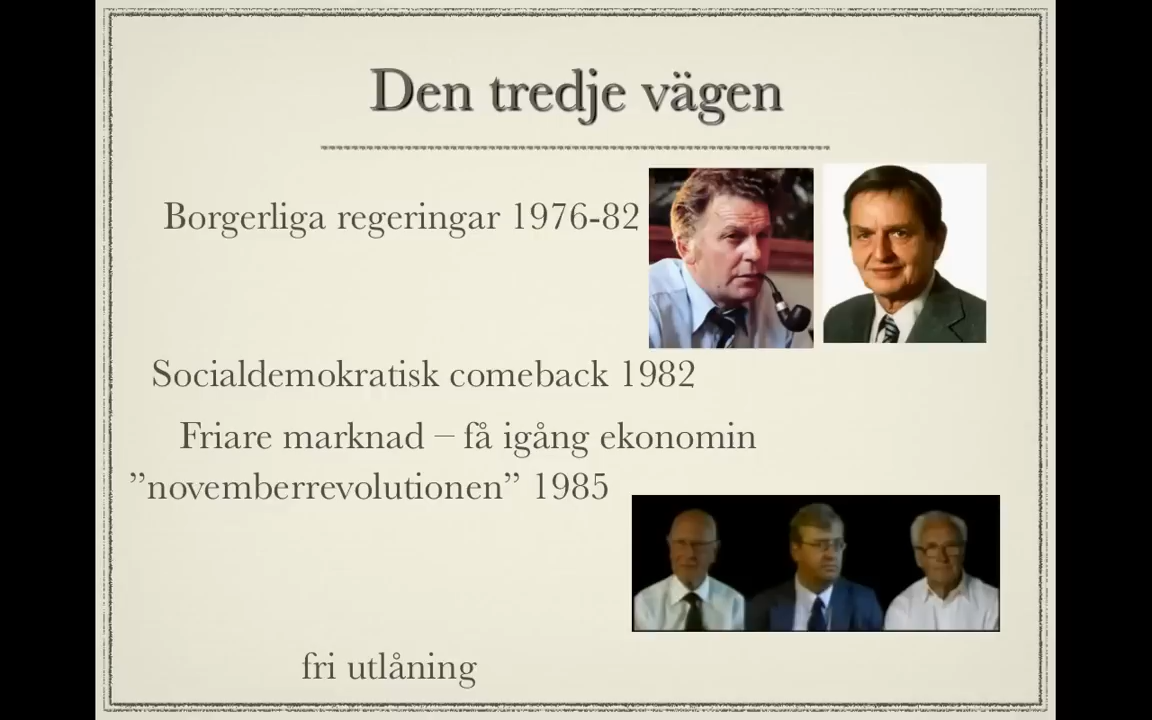 Den tredje vägen
Borgerliga regeringar 1976-82
Socialdemokratisk comeback 1982
Friare marknad – få igång ekonomin
”novemberrevolutionen” 1985
fri utlåning